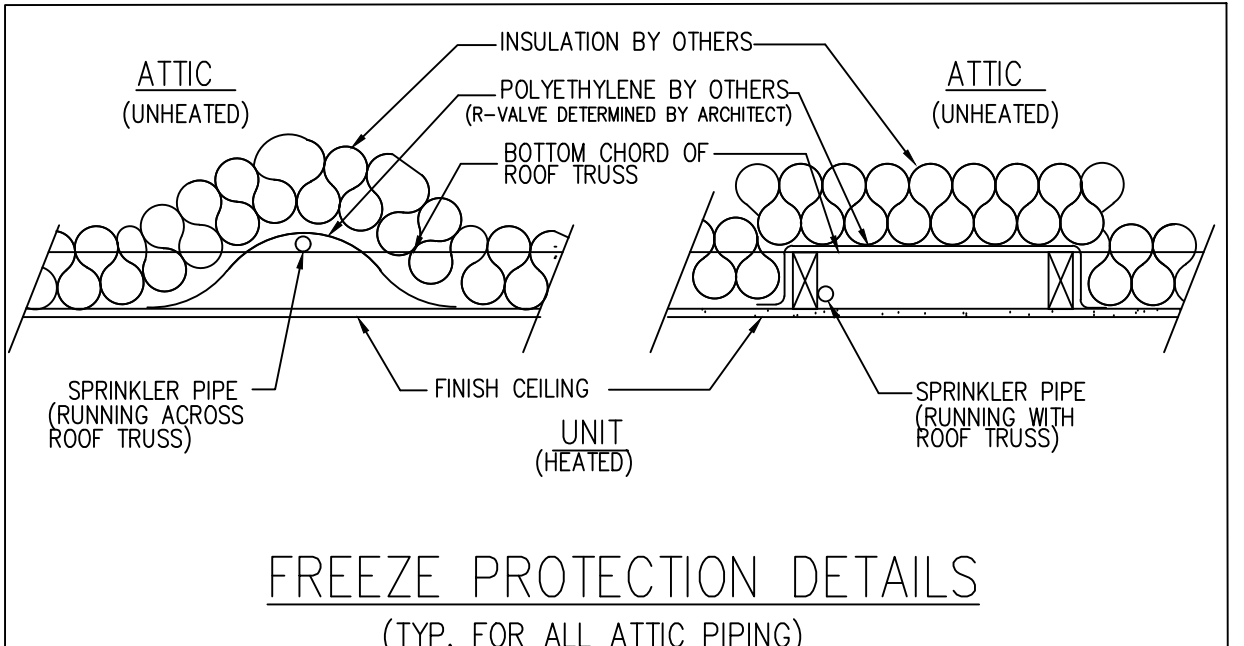 INSULATION BY OTHERS
ATTIC
(UNHEATED)
POLYETHYLENE BY OTHERS
(R-VALVE DETERMINED BY ARCHITECT)
BOTTOM CHORD OF
ROOF TRUSS
ATTIC
(UNHEATED)
SPRINKLER PIPE
(RUNNING ACROSS
ROOF TRUSS)
FINISH CEILING
UNIT
(HEATED)
SPRINKLER PIPE
(RUNNING WITH
ROOF TRUSS)
FREEZE PROTECTION DETAILS
(TYP. FOR ALL ATTIC PIPING)